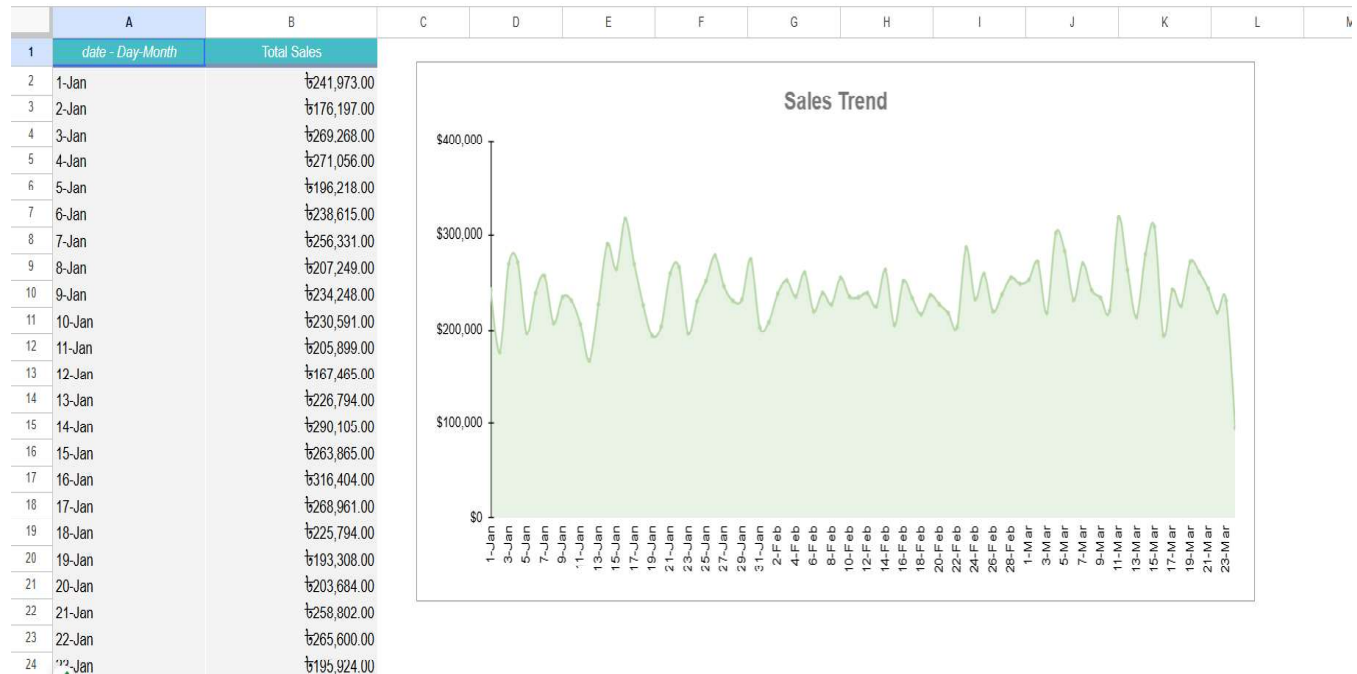 A B C D E F G H I J K L M
1 date - Day-Month Total Sales
2 1-Jan ৳241,973.00
3 2-Jan ৳176,197.00
4 3-Jan ৳269,268.00
5 4-Jan ৳271,056.00
6 5-Jan ৳196,218.00
7 6-Jan ৳238,615.00
8 7-Jan ৳256,331.00
9 8-Jan ৳207,249.00
10 9-Jan ৳234,248.00
11 10-Jan ৳230,591.00
12 11-Jan ৳205,899.00
13 12-Jan ৳167,465.00
14 13-Jan ৳226,794.00
15 14-Jan ৳290,105.00
16 15-Jan ৳263,865.00
17 16-Jan ৳316,404.00
18 17-Jan ৳268,961.00
19 18-Jan ৳225,794.00
20 19-Jan ৳193,308.00
21 20-Jan ৳203,684.00
22 21-Jan ৳258,802.00
23 22-Jan ৳265,600.00
24 23-Jan ৳195,924.00
Sales Trend
$400,000
$300,000
$200,000
$100,000
$0
1-Jan 3-Jan 5-Jan 7-Jan 9-Jan 11-Jan 13-Jan 15-Jan 17-Jan 19-Jan 21-Jan 23-Jan 25-Jan 27-Jan 29-Jan 31-Jan 2-Feb 4-Feb 6-Feb 8-Feb 10-Feb 12-Feb 14-Feb 16-Feb 18-Feb 20-Feb 22-Feb 24-Feb 26-Feb 28-Feb 1-Mar 3-Mar 5-Mar 7-Mar 9-Mar 11-Mar 13-Mar 15-Mar 17-Mar 19-Mar 21-Mar 23-Mar